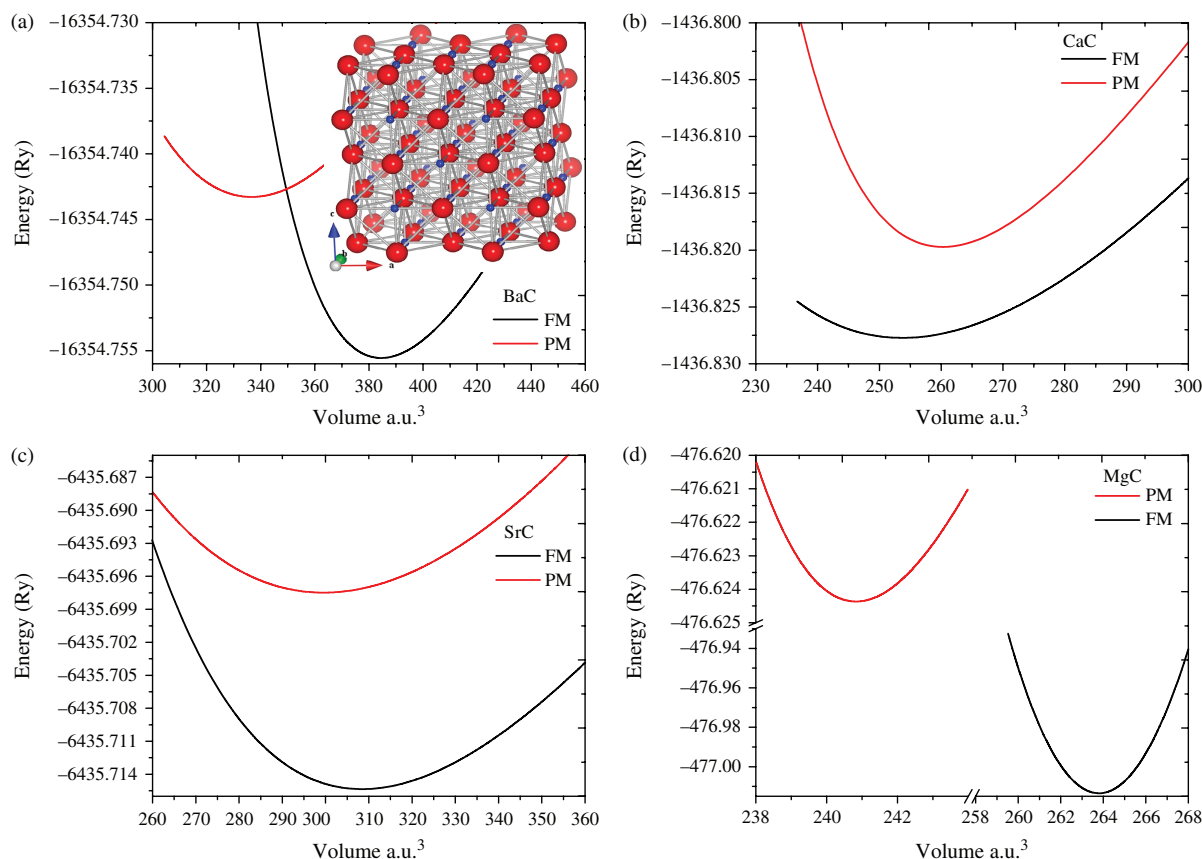 (a)
−16354.730
−16354.735
−16354.740
−16354.745
−16354.750
−16354.755
Energy (Ry)
c
b
a
BaC
FM
PM
300 320 340 360 380 400 420 440 460
Volume a.u.3
(b)
−1436.800
−1436.805
−1436.810
−1436.815
−1436.820
−1436.825
−1436.830
Energy (Ry)
CaC
FM
PM
230 240 250 260 270 280 290 300
Volume a.u.3
(c)
−6435.687
−6435.690
−6435.693
−6435.696
−6435.699
−6435.702
−6435.705
−6435.708
−6435.711
−6435.714
Energy (Ry)
SrC
FM
PM
260 270 280 290 300 310 320 330 340 350 360
Volume a.u.3
(d)
−476.620
−476.621
−476.622
−476.623
−476.624
−476.625
−476.94
−476.96
−476.98
−477.00
Energy (Ry)
MgC
PM
FM
238 240 242 258 260 262 264 266 268
Volume a.u.3